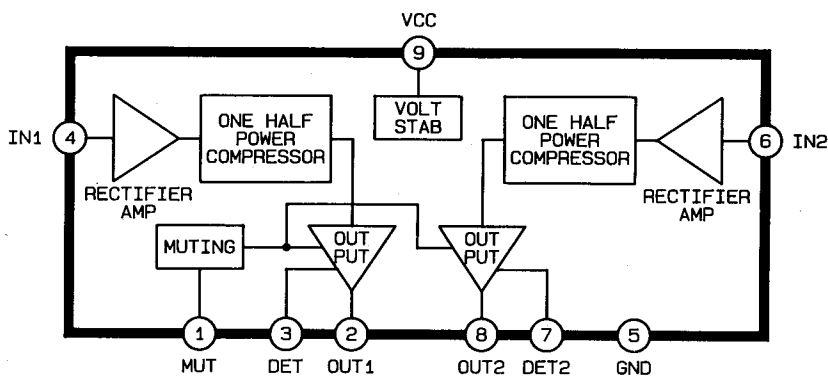 VCC
9
ONE HALF
POWER
COMPRESSOR
VOLT
STAB
ONE HALF
POWER
COMPRESSOR
IN1
4
6
IN2
RECTIFIER
AMP
RECTIFIER
AMP
MUTING
OUT
PUT
OUT
PUT
1
3
2
8
7
5
MUT
DET
OUT1
OUT2
DET2
GND